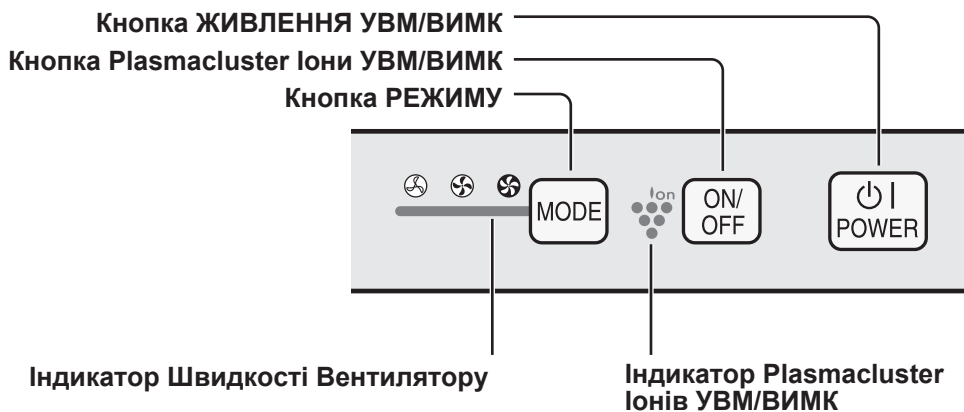 Кнопка ЖИВЛЕННЯ УВМ/ВИМК
Кнопка Plasmacluster Іони УВМ/ВИМК
Кнопка РЕЖИМУ
MODE
ion
ON/
OFF
POWER
Індикатор Швидкості Вентилятору
Індикатор Plasmacluster
Іонів УВМ/ВИМК